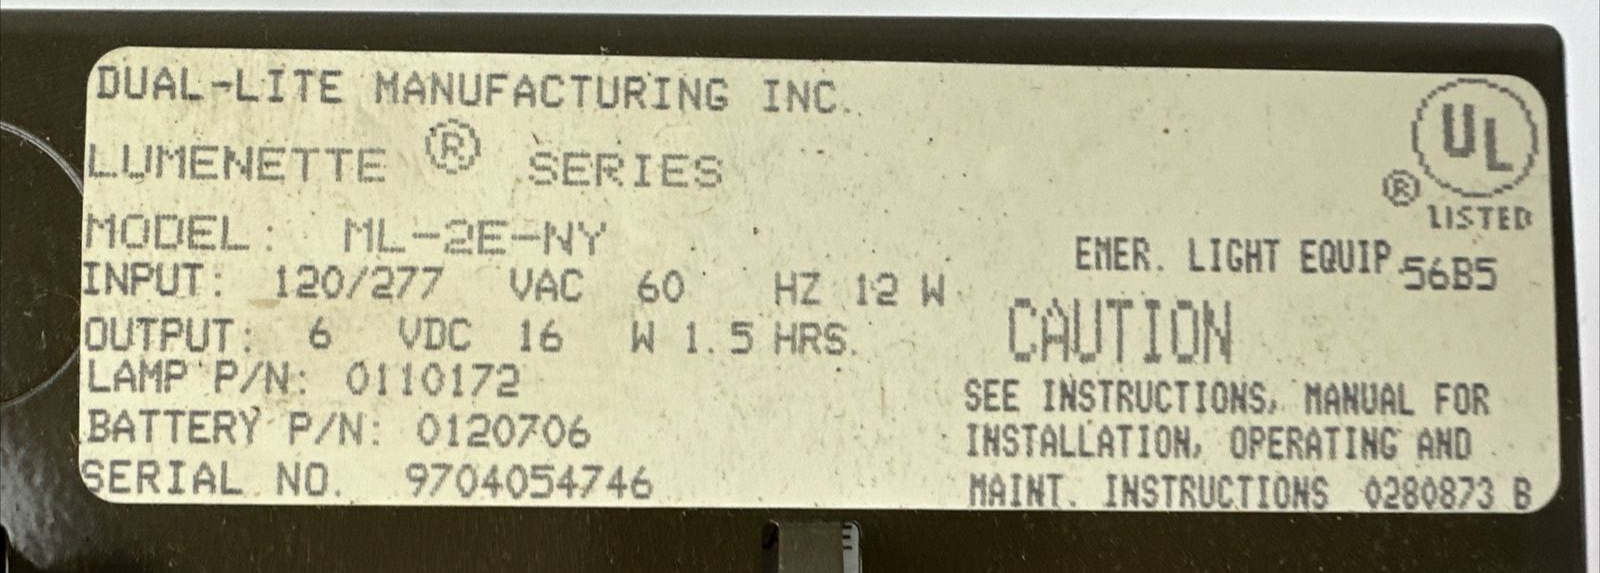 DUAL-LITE MANUFACTURING INC.
LUMENETTE ® SERIES
MODEL: ML-2E-NY
INPUT: 120/277 VAC 60 HZ 12 W
OUTPUT: 6 VDC 16 W 1.5 HRS.
LAMP P/N: 0110172
BATTERY P/N: 0120706
SERIAL NO. 9704054746
UL
®
LISTED
EMER. LIGHT EQUIP. 56B5
CAUTION
SEE INSTRUCTIONS, MANUAL FOR
INSTALLATION, OPERATING AND
MAINT. INSTRUCTIONS 0280873 B